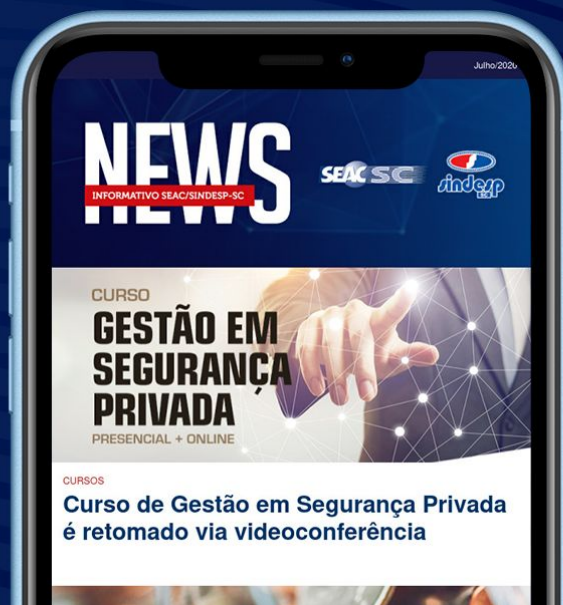 Julho/2020
NEWS
INFORMATIVO SEAC/SINDESP-SC
SEAC SC
sindesp
CURSO
GESTÃO EM
SEGURANÇA
PRIVADA
PRESENCIAL + ONLINE
CURSOS
Curso de Gestão em Segurança Privada
é retomado via videoconferência